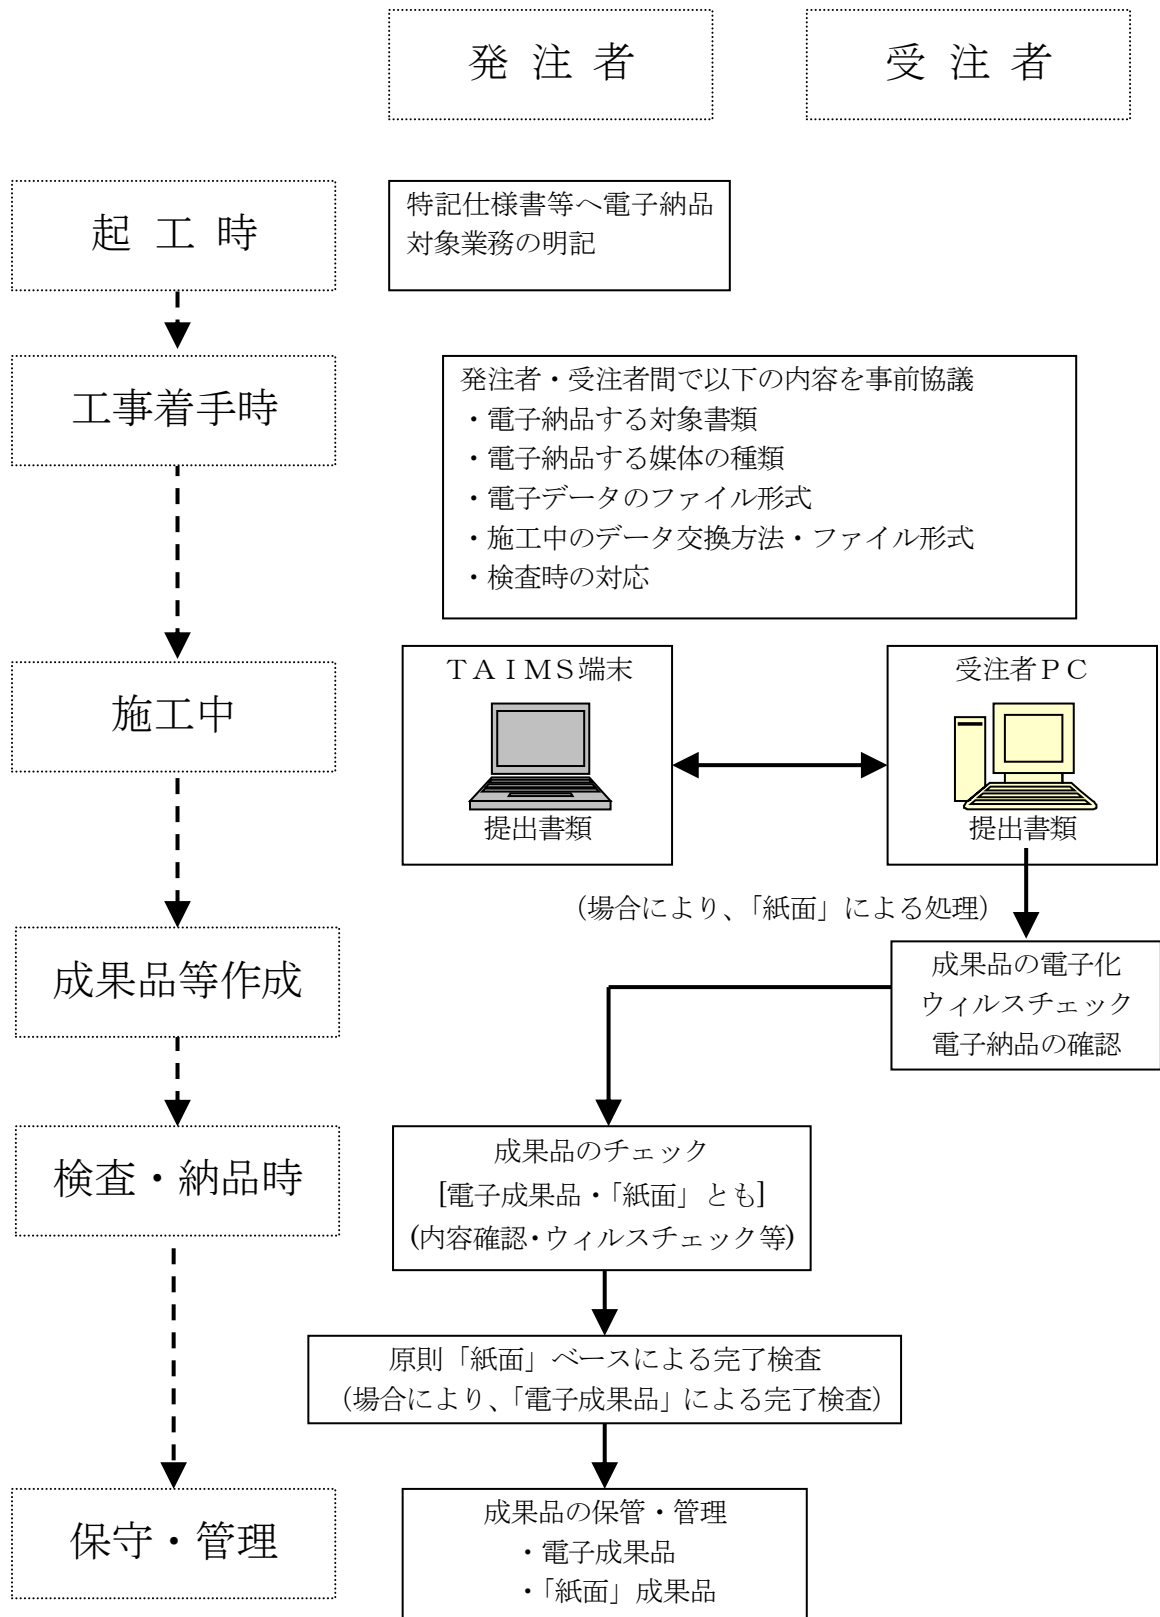 発 注 者
受 注 者
起 工 時
特記仕様書等へ電子納品
対象業務の明記
工事着手時
発注者・受注者間で以下の内容を事前協議
・電子納品する対象書類
・電子納品する媒体の種類
・電子データのファイル形式
・施工中のデータ交換方法・ファイル形式
・検査時の対応
施工中
ＴＡＩＭＳ端末
提出書類
受注者ＰＣ
提出書類
（場合により、「紙面」による処理）
成果品等作成
成果品の電子化
ウィルスチェック
電子納品の確認
検査・納品時
成果品のチェック
[電子成果品・「紙面」とも]
(内容確認・ウィルスチェック等)
原則「紙面」ベースによる完了検査
（場合により、「電子成果品」による完了検査）
保守・管理
成果品の保管・管理
・電子成果品
・「紙面」成果品